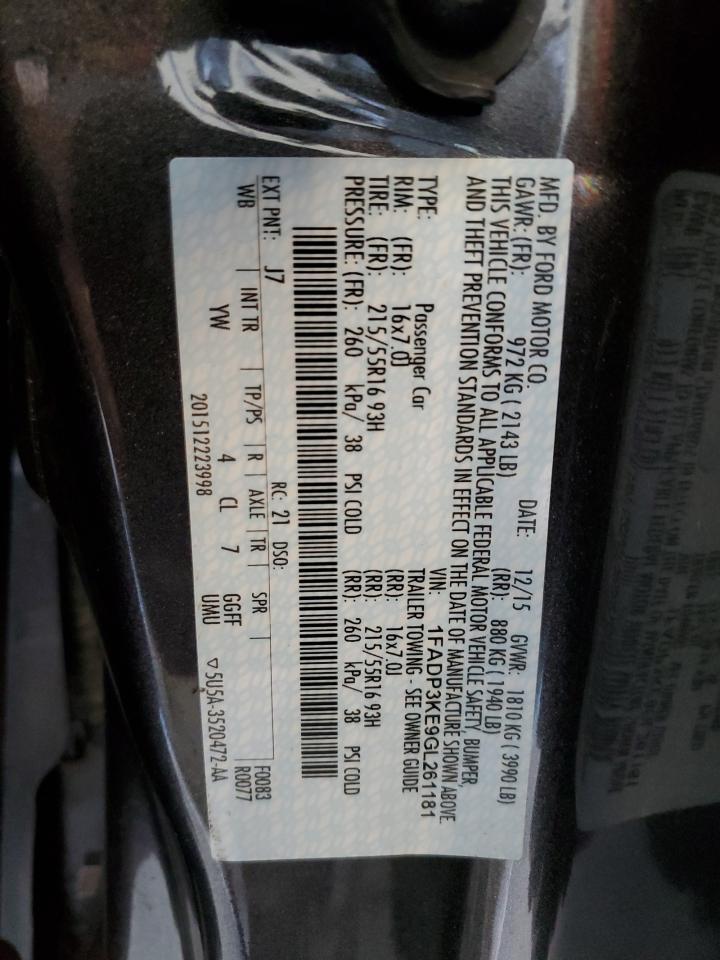 MFD. BY FORD MOTOR CO. DATE: 12/15 GVWR: 1810 KG ( 3990 LB)
GAWR: (FR): 972 KG ( 2143 LB) (RR): 880 KG ( 1940 LB)
THIS VEHICLE CONFORMS TO ALL APPLICABLE FEDERAL MOTOR VEHICLE SAFETY, BUMPER,
AND THEFT PREVENTION STANDARDS IN EFFECT ON THE DATE OF MANUFACTURE SHOWN ABOVE.
VIN: 1FADP3KE9GL261181
TYPE: Passenger Car TRAILER TOWING - SEE OWNER GUIDE
RIM: (FR): 16x7.0J (RR): 16x7.0J
TIRE: (FR): 215/55R16 93H (RR): 215/55R16 93H
PRESSURE: (FR): 260 kPa/ 38 PSI COLD (RR): 260 kPa/ 38 PSI COLD
EXT PNT: J7 RC: 21 DSO: F0083
WB INT TR TP/PS R AXLE TR SPR R0077
YW 4 CL 7 GGFF
UMU
201512223998 ▽5U5A-3520472-AA